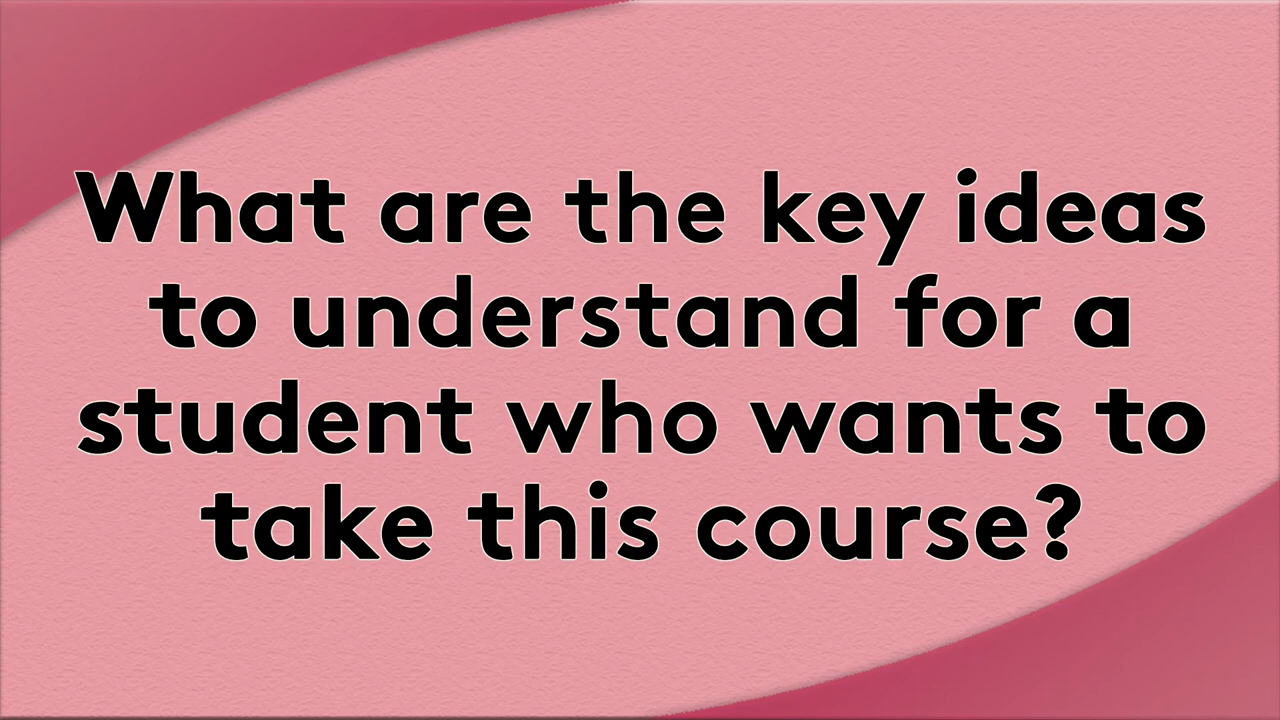 What are the key ideas
to understand for a
student who wants to
take this course?